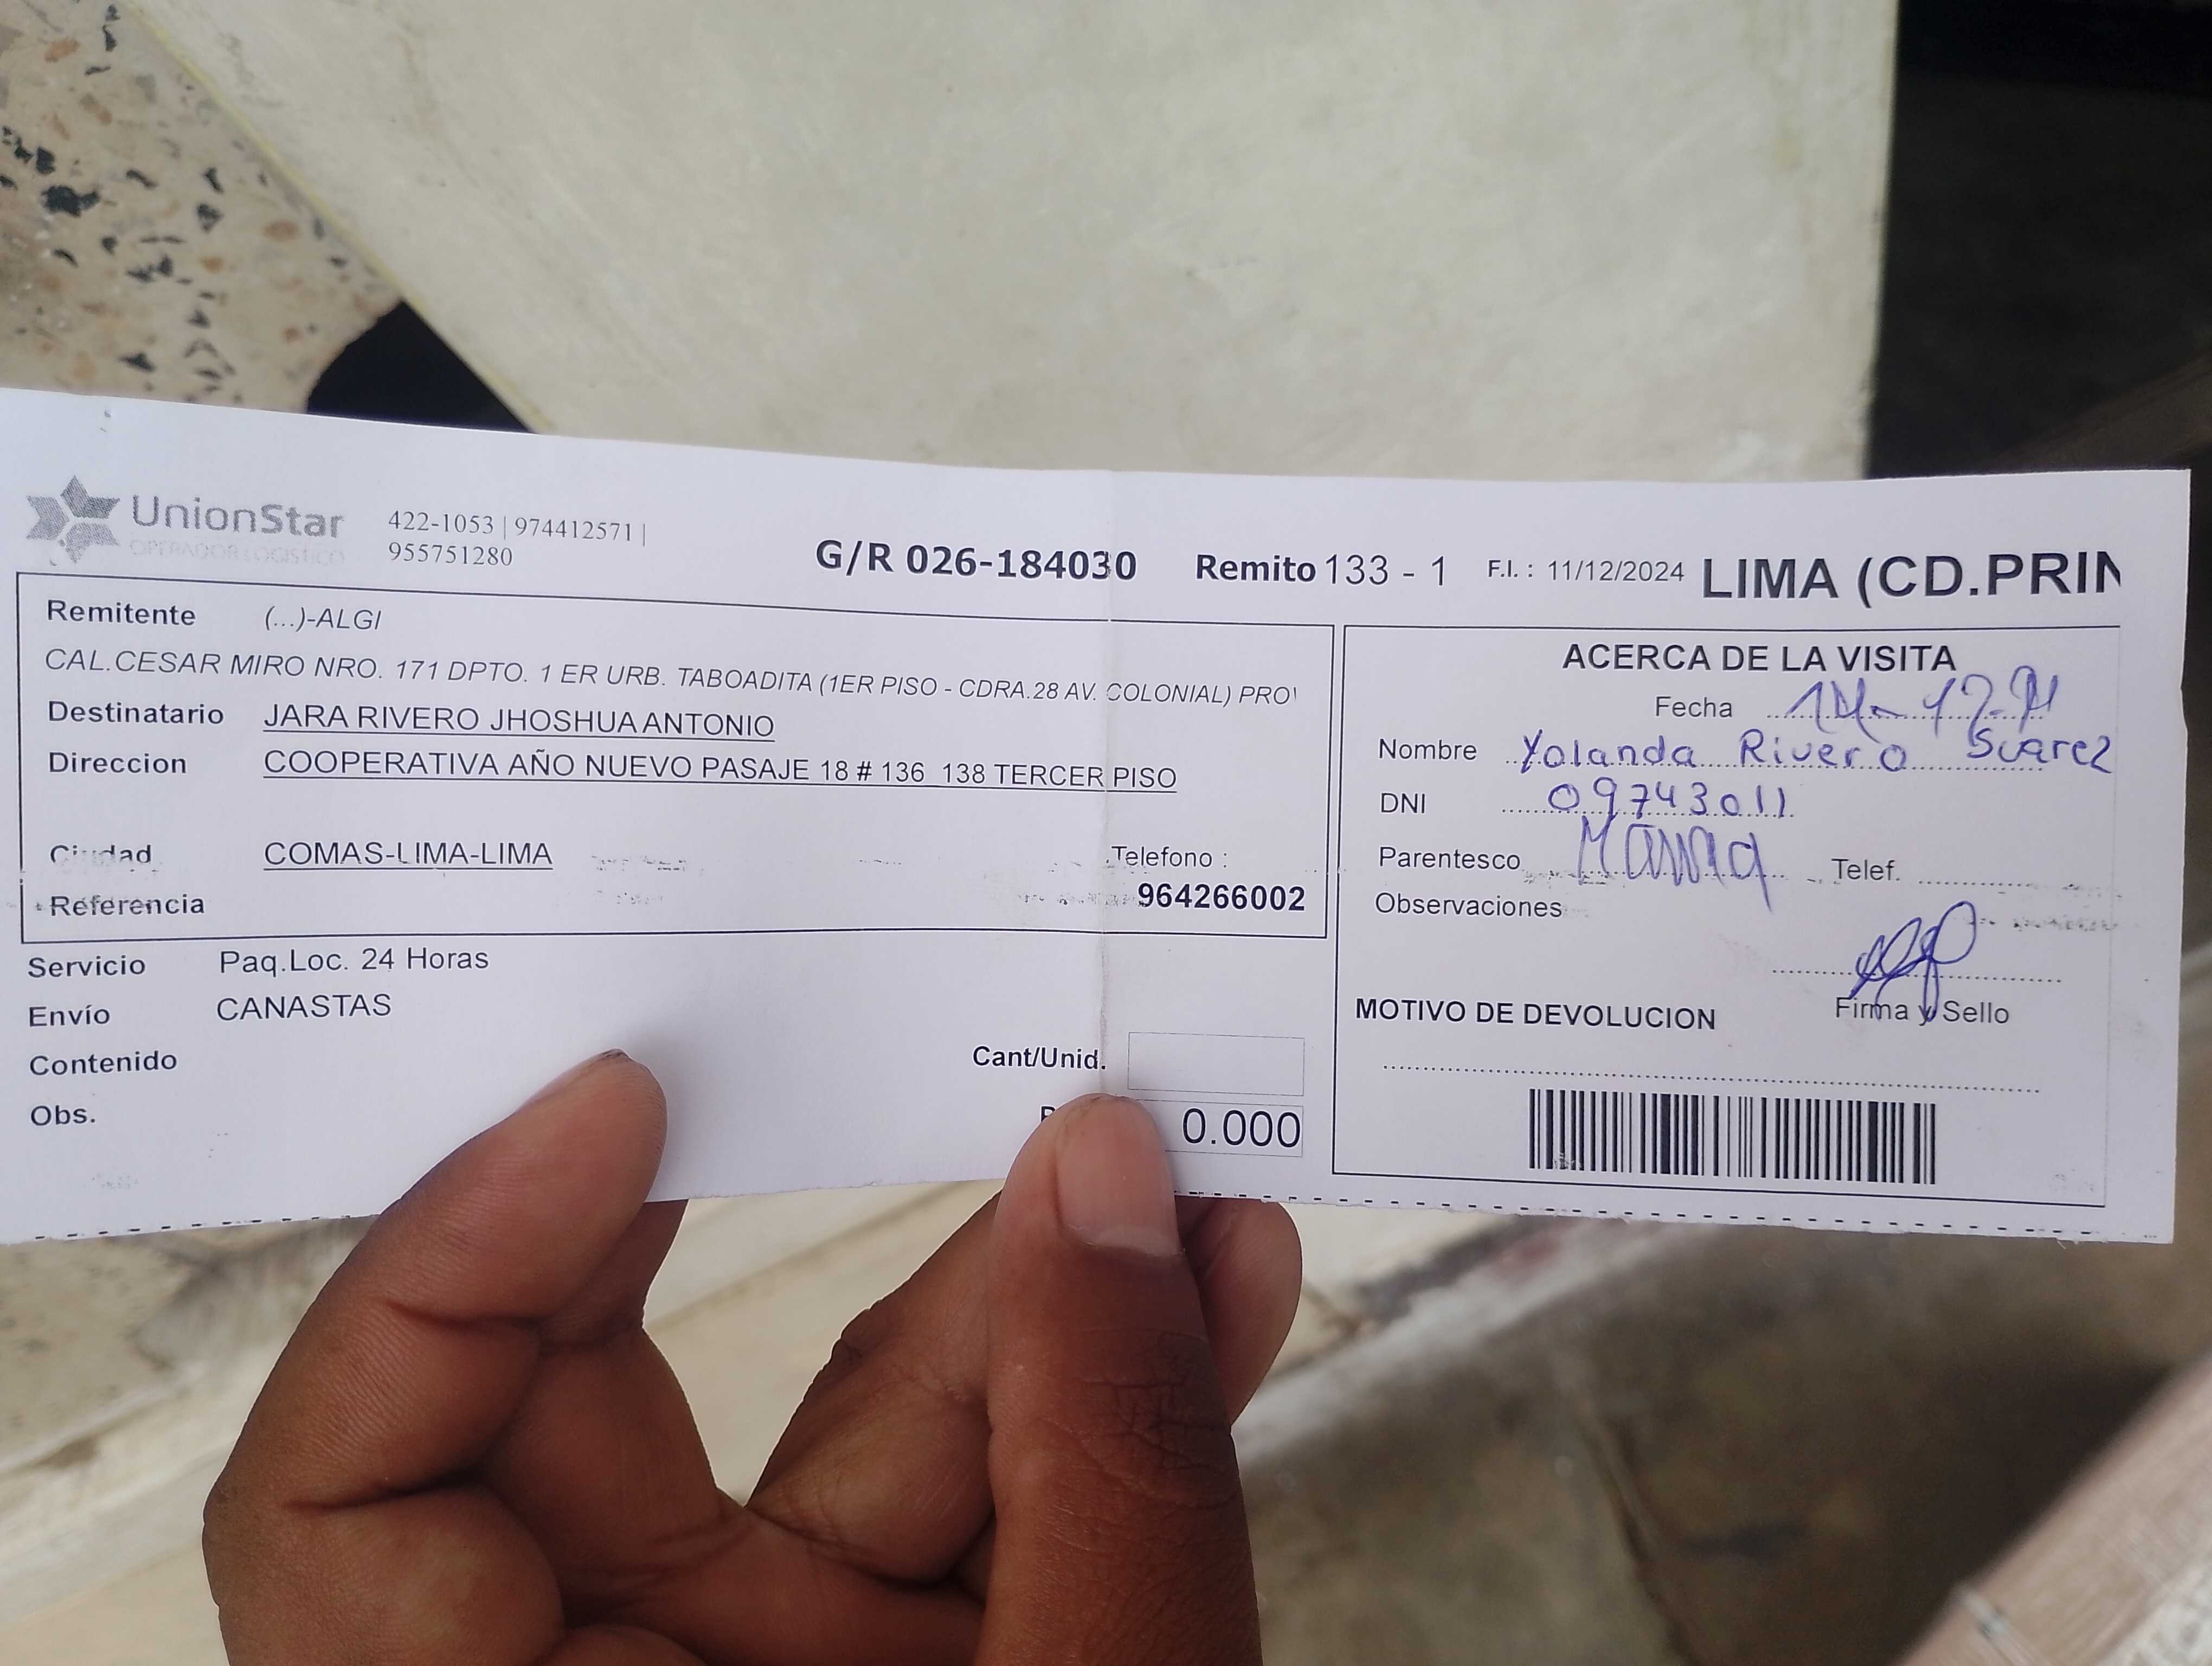 UnionStar
OPERADOR LOGISTICO
422-1053 | 974412571 |
955751280
G/R 026-184030 Remito 133 - 1 F.I. : 11/12/2024 LIMA (CD.PRIN
Remitente (...)-ALGI
CAL.CESAR MIRO NRO. 171 DPTO. 1 ER URB. TABOADITA (1ER PISO - CDRA.28 AV. COLONIAL) PRO
Destinatario JARA RIVERO JHOSHUA ANTONIO
Direccion COOPERATIVA AÑO NUEVO PASAJE 18 # 136 138 TERCER PISO
Ciudad COMAS-LIMA-LIMA Telefono :
Referencia 964266002
Servicio Paq.Loc. 24 Horas
Envío CANASTAS
Contenido Cant/Unid.
Obs. 0.000
ACERCA DE LA VISITA
Fecha
Nombre Yolanda Rivero Suarez
DNI 09743011
Parentesco Mama Telef.
Observaciones
Firma y Sello
MOTIVO DE DEVOLUCION